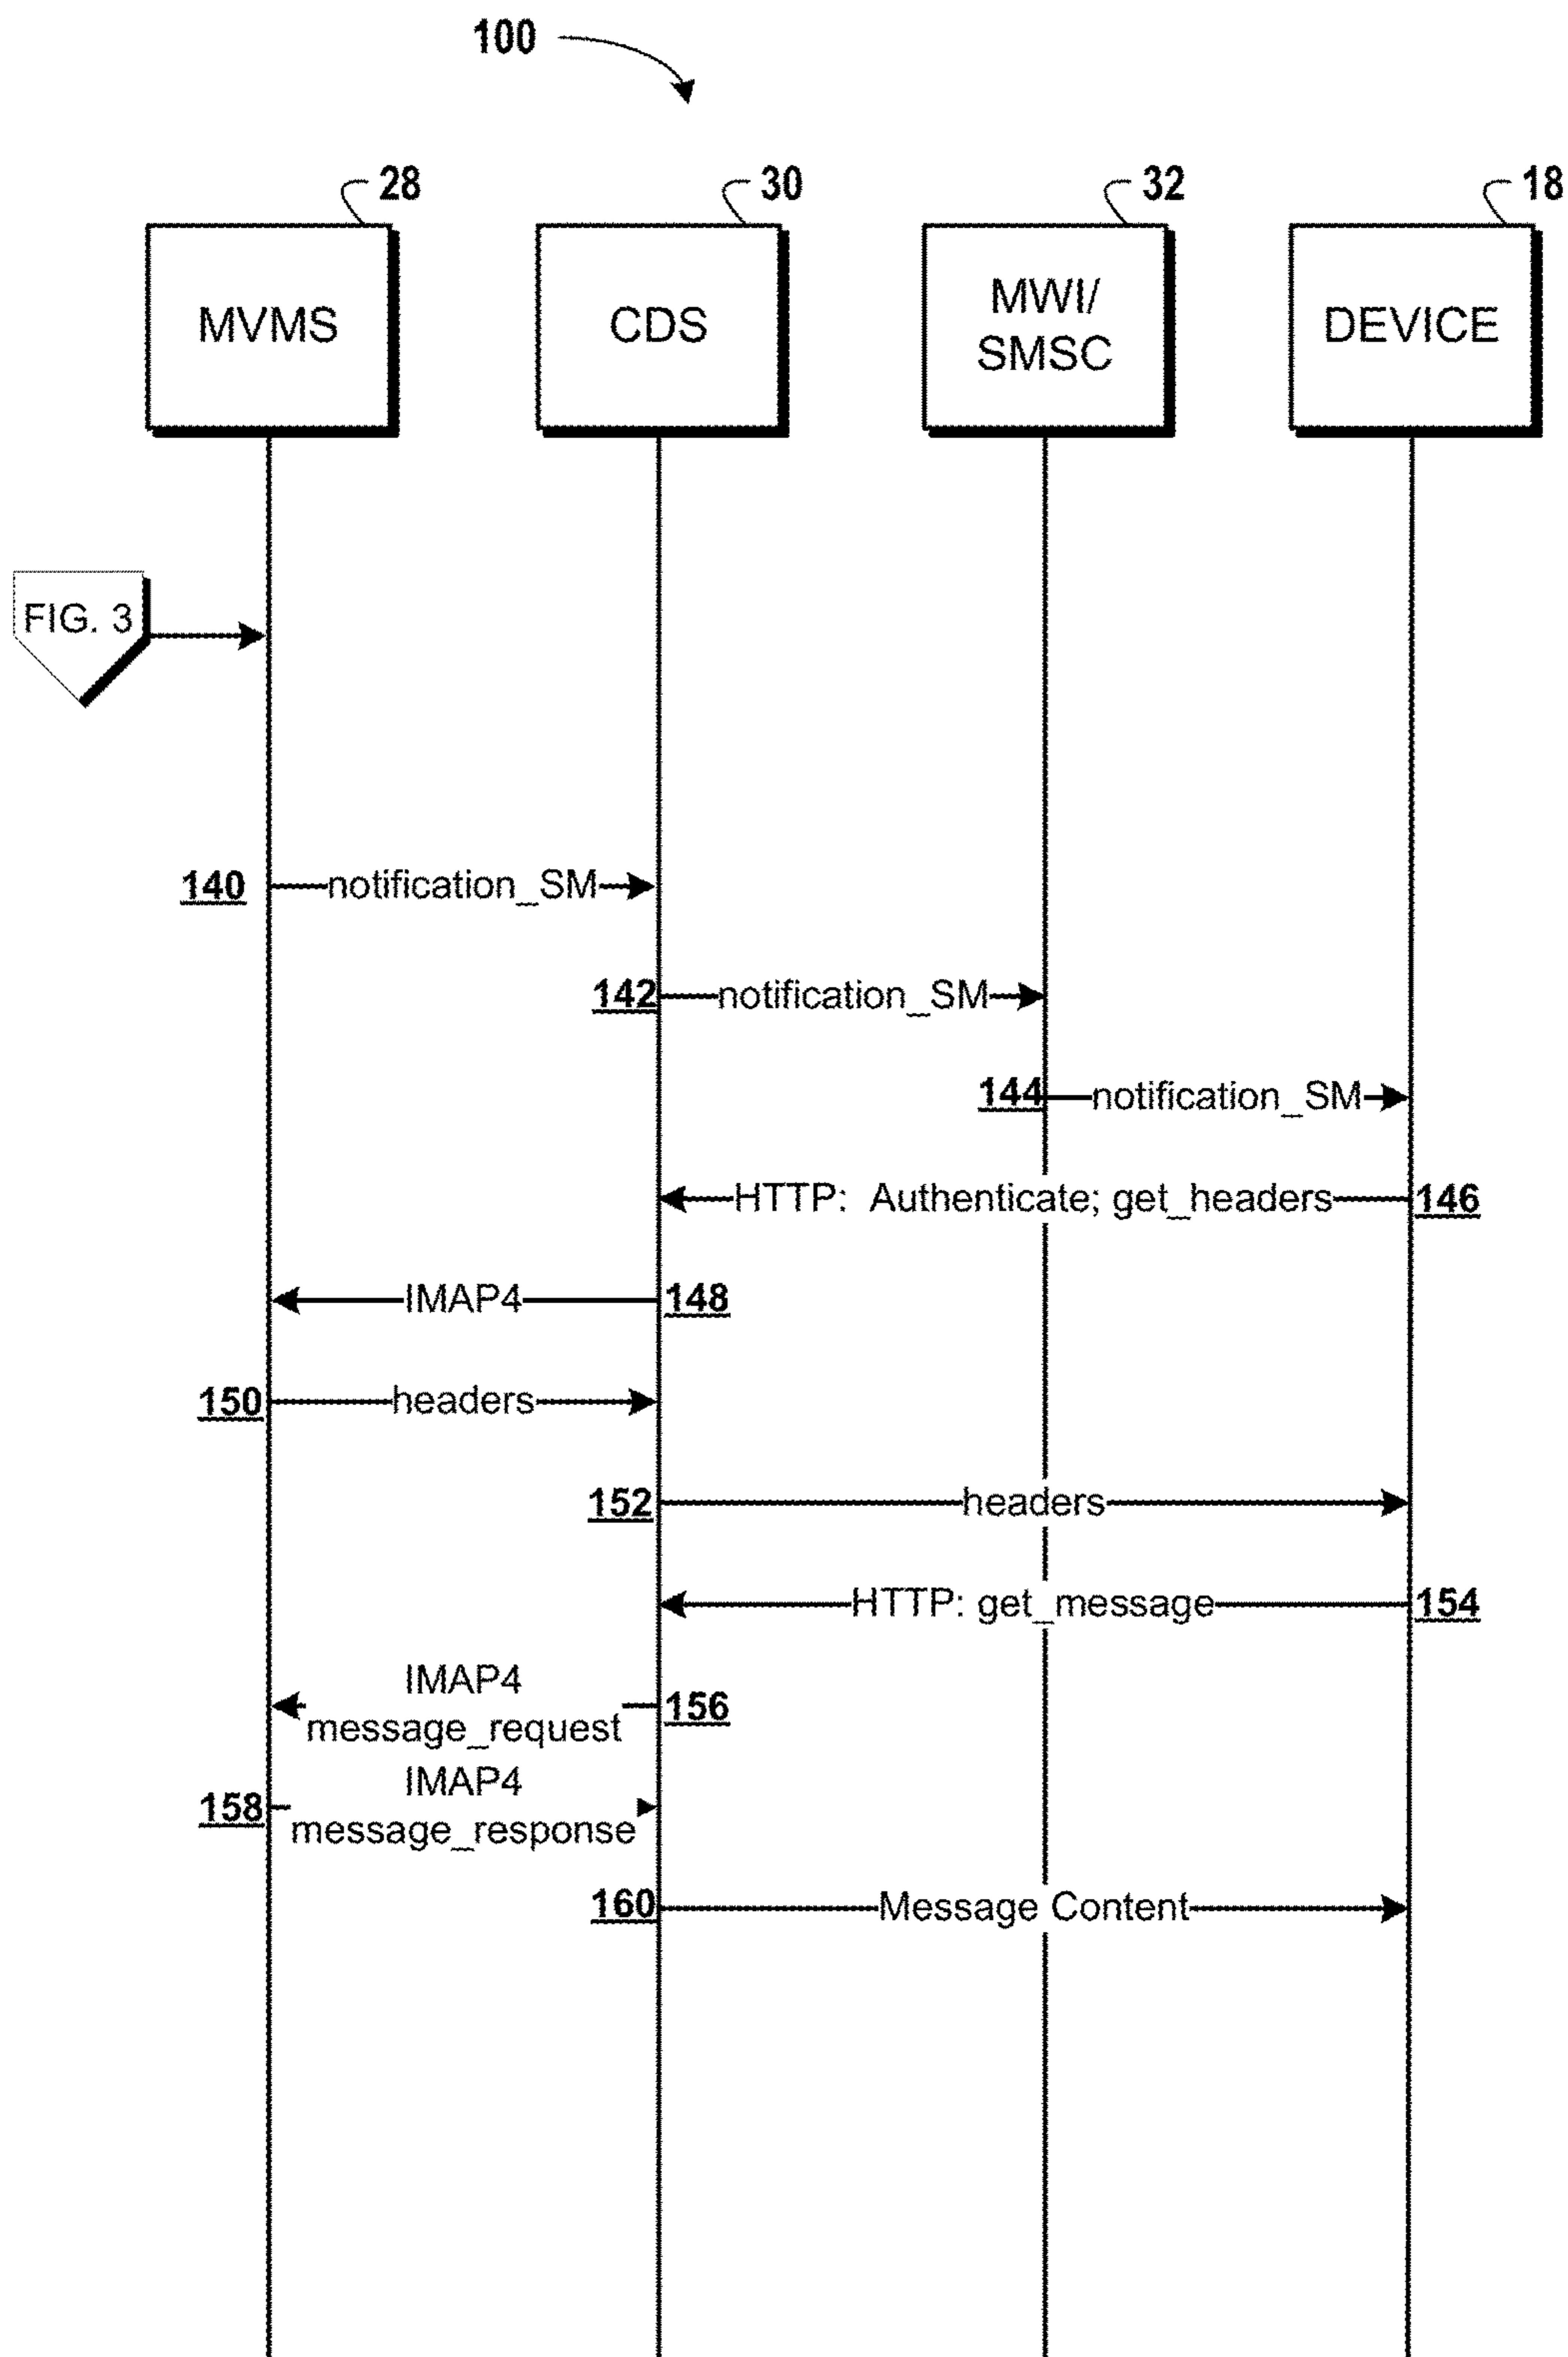 100
28
30
32
18
MVMS
CDS
MWI/
SMSC
DEVICE
FIG. 3
140 notification_SM
142 notification_SM
144 notification_SM
HTTP: Authenticate; get_headers 146
IMAP4 148
150 headers
152 headers
HTTP: get_message 154
IMAP4
message_request 156
IMAP4
158 message_response
160 Message Content